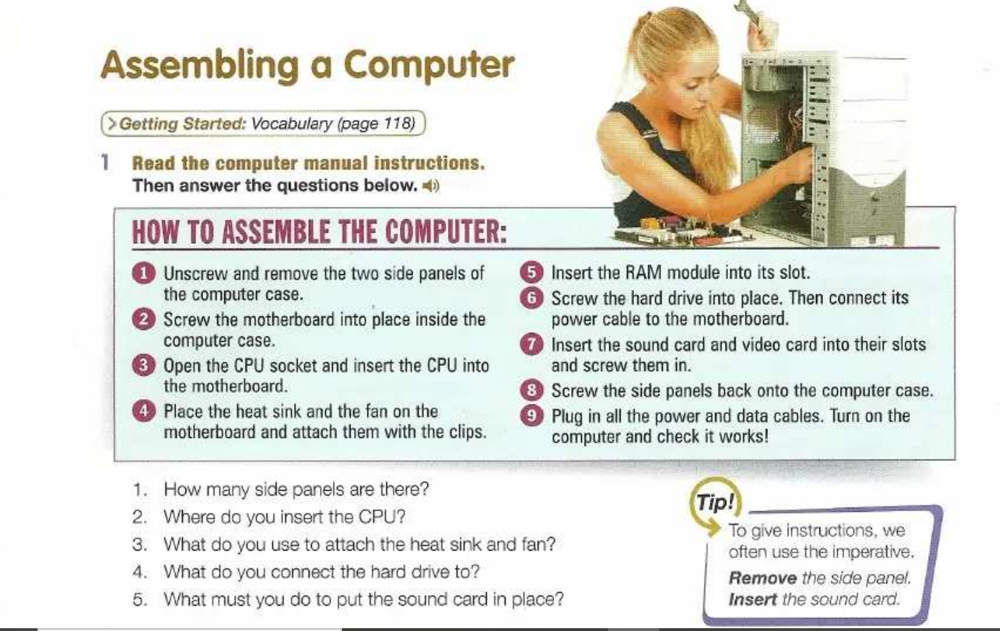 Assembling a Computer
> Getting Started: Vocabulary (page 118)
1 Read the computer manual instructions.
Then answer the questions below.
HOW TO ASSEMBLE THE COMPUTER:
1 Unscrew and remove the two side panels of
the computer case.
2 Screw the motherboard into place inside the
computer case.
3 Open the CPU socket and insert the CPU into
the motherboard.
4 Place the heat sink and the fan on the
motherboard and attach them with the clips.
5 Insert the RAM module into its slot.
6 Screw the hard drive into place. Then connect its
power cable to the motherboard.
7 Insert the sound card and video card into their slots
and screw them in.
8 Screw the side panels back onto the computer case.
9 Plug in all the power and data cables. Turn on the
computer and check it works!
1. How many side panels are there?
2. Where do you insert the CPU?
3. What do you use to attach the heat sink and fan?
4. What do you connect the hard drive to?
5. What must you do to put the sound card in place?
Tip!
To give instructions, we
often use the imperative.
Remove the side panel.
Insert the sound card.